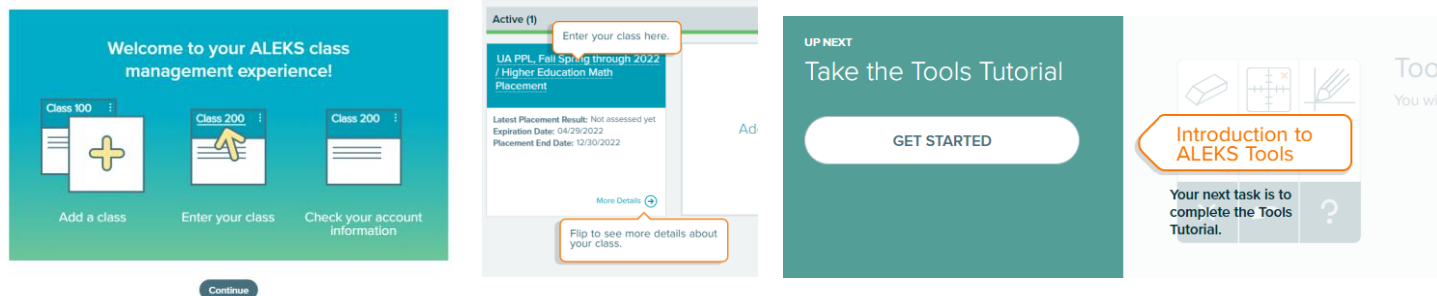 Welcome to your ALEKS class
management experience!
Class 100
Class 200
Class 200
Add a class
Enter your class
Check your account
information
Continue
Active (1)
Enter your class here.
UA PPL, Fall Spring through 2022
/ Higher Education Math
Placement
Latest Placement Result: Not assessed yet
Expiration Date: 04/29/2022
Placement End Date: 12/30/2022
More Details
Flip to see more details about
your class.
UP NEXT
Take the Tools Tutorial
GET STARTED
Introduction to
ALEKS Tools
Your next task is to
complete the Tools
Tutorial.
?
You